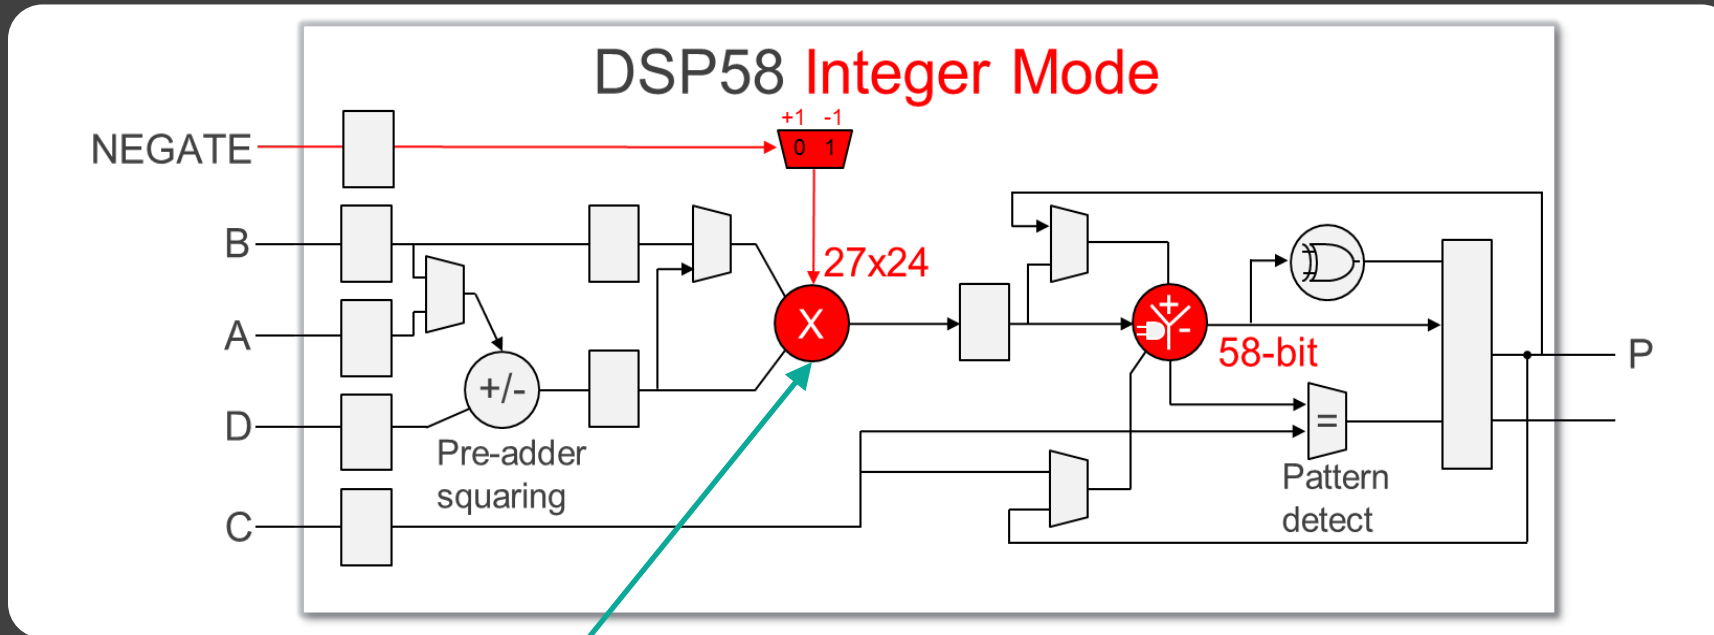 DSP58 Integer Mode
+1 -1
NEGATE
0 1
B
27x24
A
X
+
-
58-bit
P
D
+/-
=
Pre-adder
squaring
Pattern
detect
C